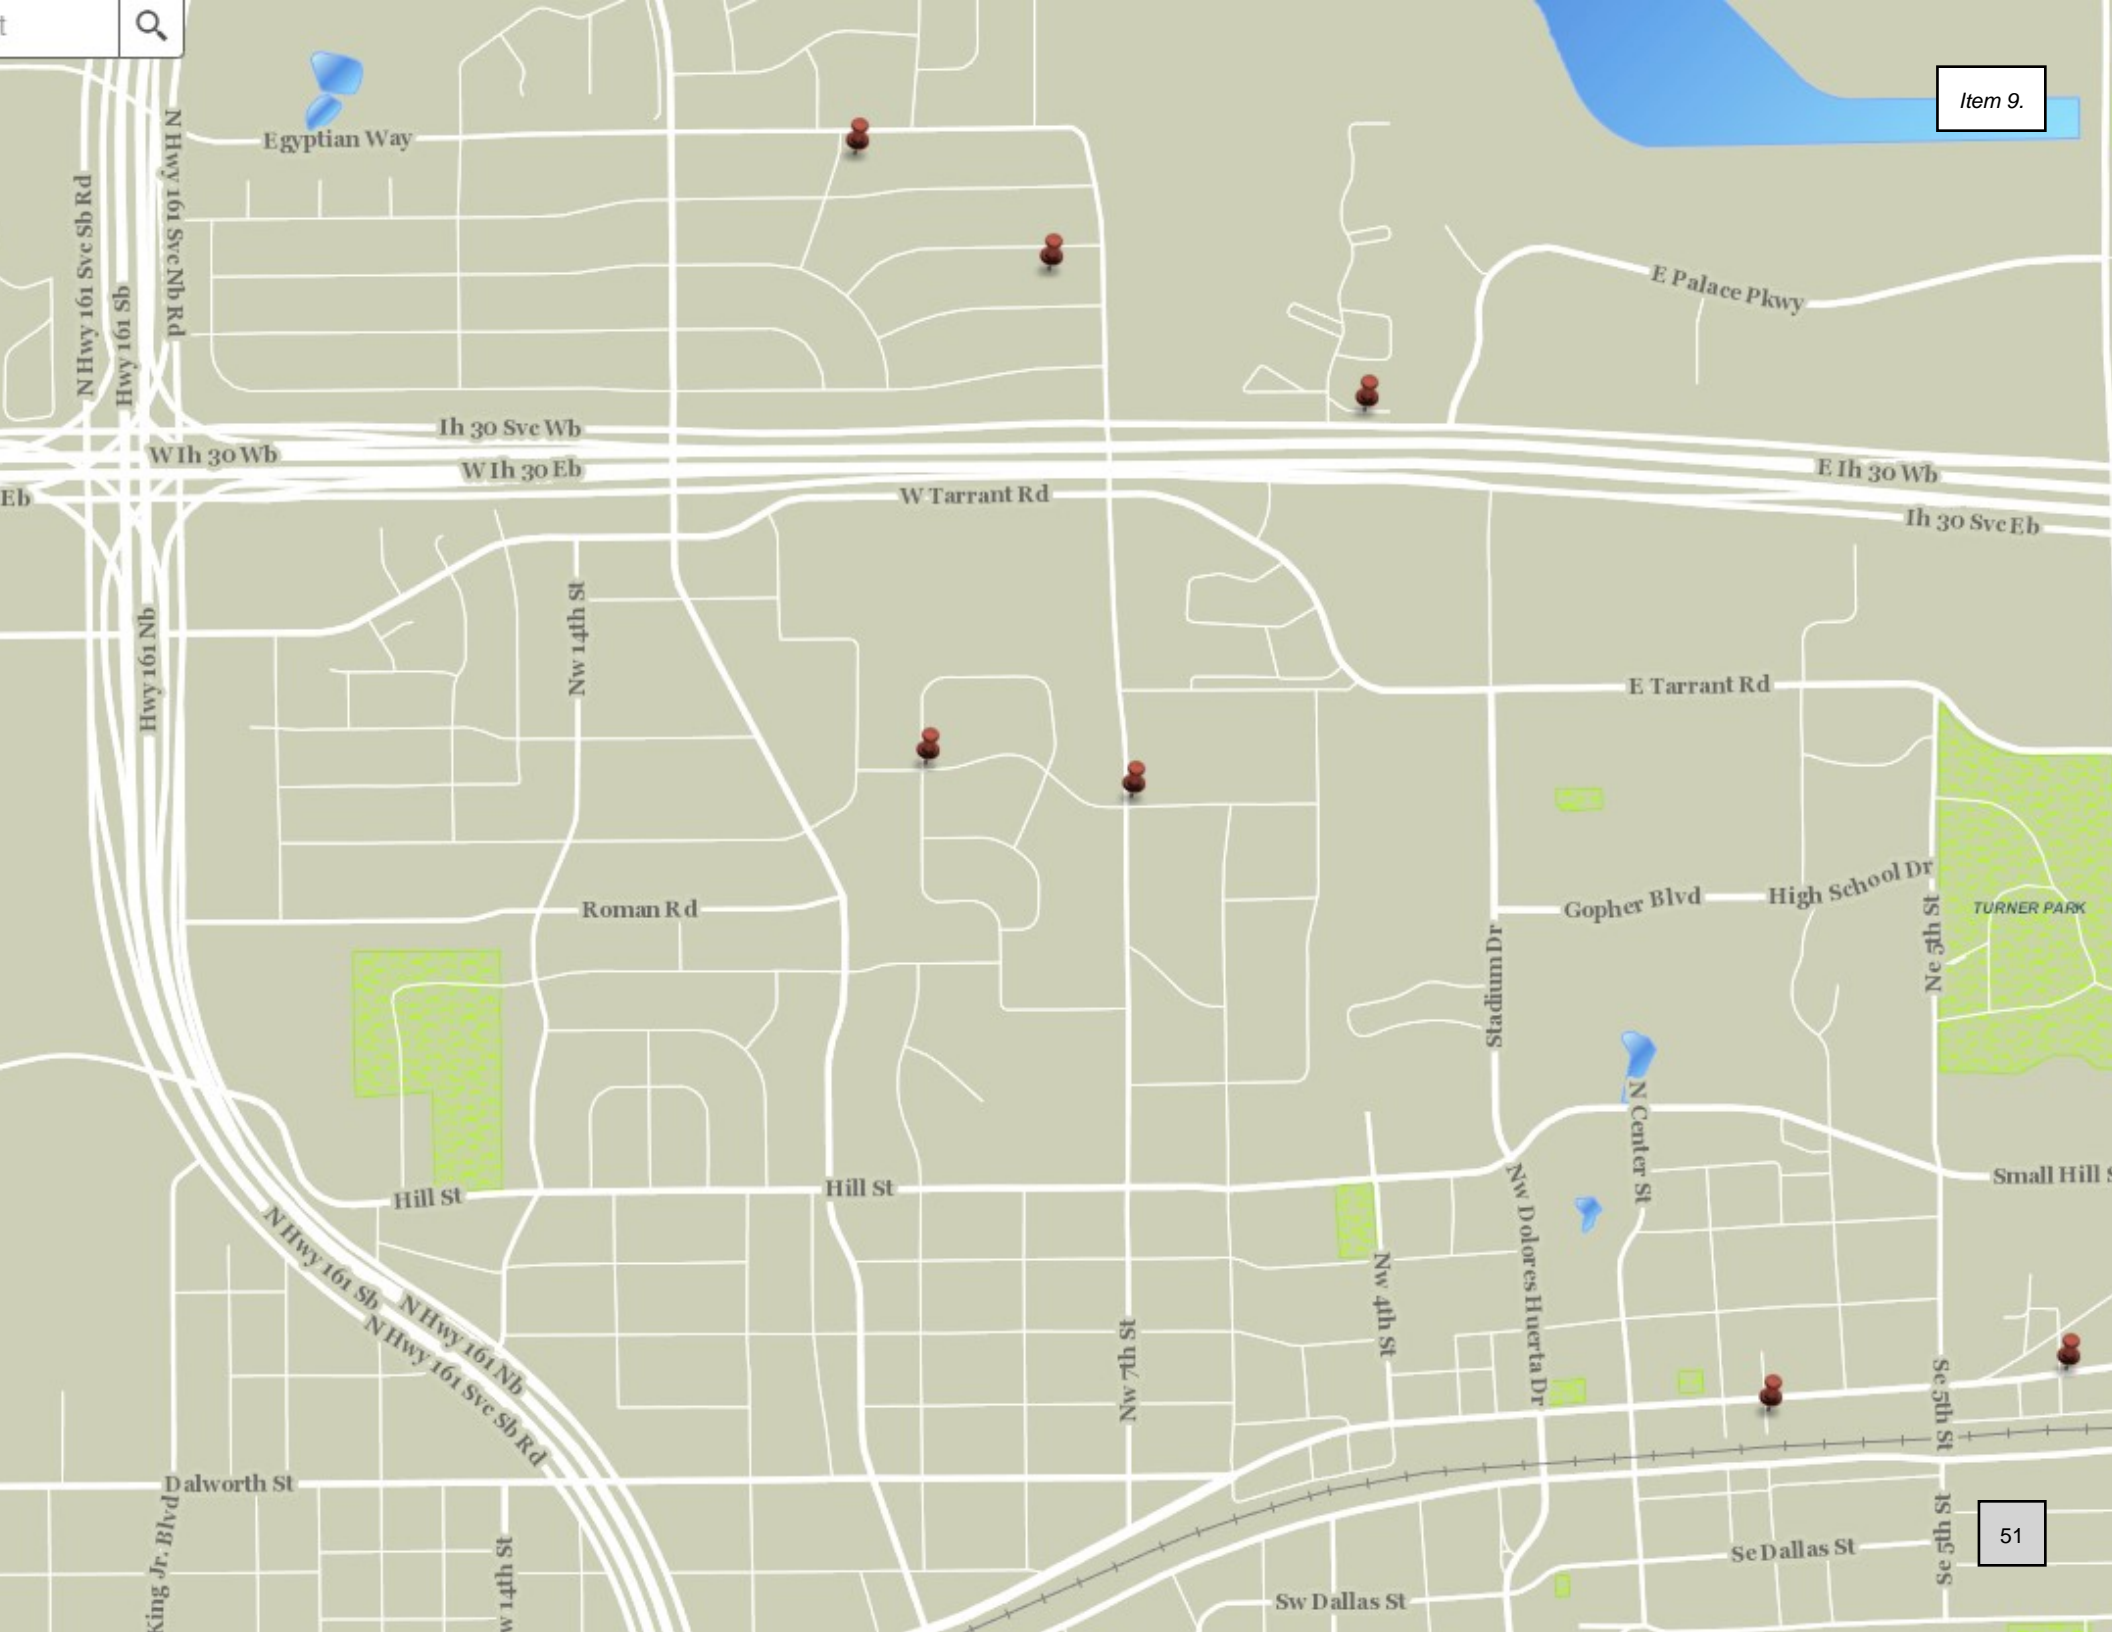 t
Item 9.
Egyptian Way
N Hwy 161 Svc Sb Rd
Hwy 161 Sb
N Hwy 161 Svc Nb Rd
E Palace Pkwy
Ih 30 Svc Wb
W Ih 30 Wb
W Ih 30 Eb
E Ih 30 Wb
Eb
W Tarrant Rd
Ih 30 Svc Eb
Nw 14th St
Hwy 161 Nb
E Tarrant Rd
Roman Rd
Gopher Blvd
High School Dr
TURNER PARK
Ne 5th St
Stadium Dr
N Center St
Hill St
Hill St
Small Hill S
Nw Dolores Huerta Dr
N Hwy 161 Sb
N Hwy 161 Nb
N Hwy 161 Svc Sb Rd
Nw 4th St
Nw 7th St
Se 5th St
Dalworth St
King Jr. Blvd
w 14th St
Se Dallas St
Se 5th St
51
Sw Dallas St